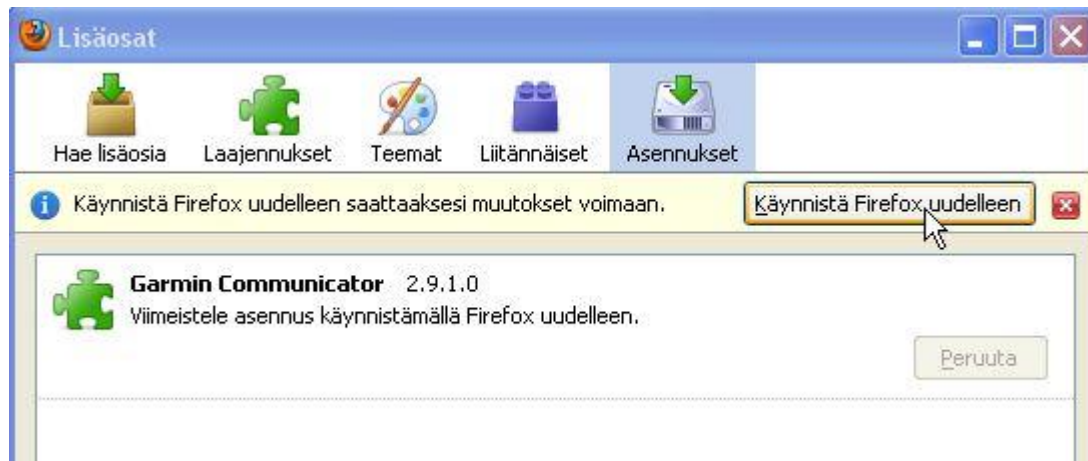 Lisäosat
Hae lisäosia Laajennukset Teemat Liitännäiset Asennukset
Käynnistä Firefox uudelleen saattaaksesi muutokset voimaan. Käynnistä Firefox uudelleen
Garmin Communicator 2.9.1.0
Viimeistele asennus käynnistämällä Firefox uudelleen.
Peruuta